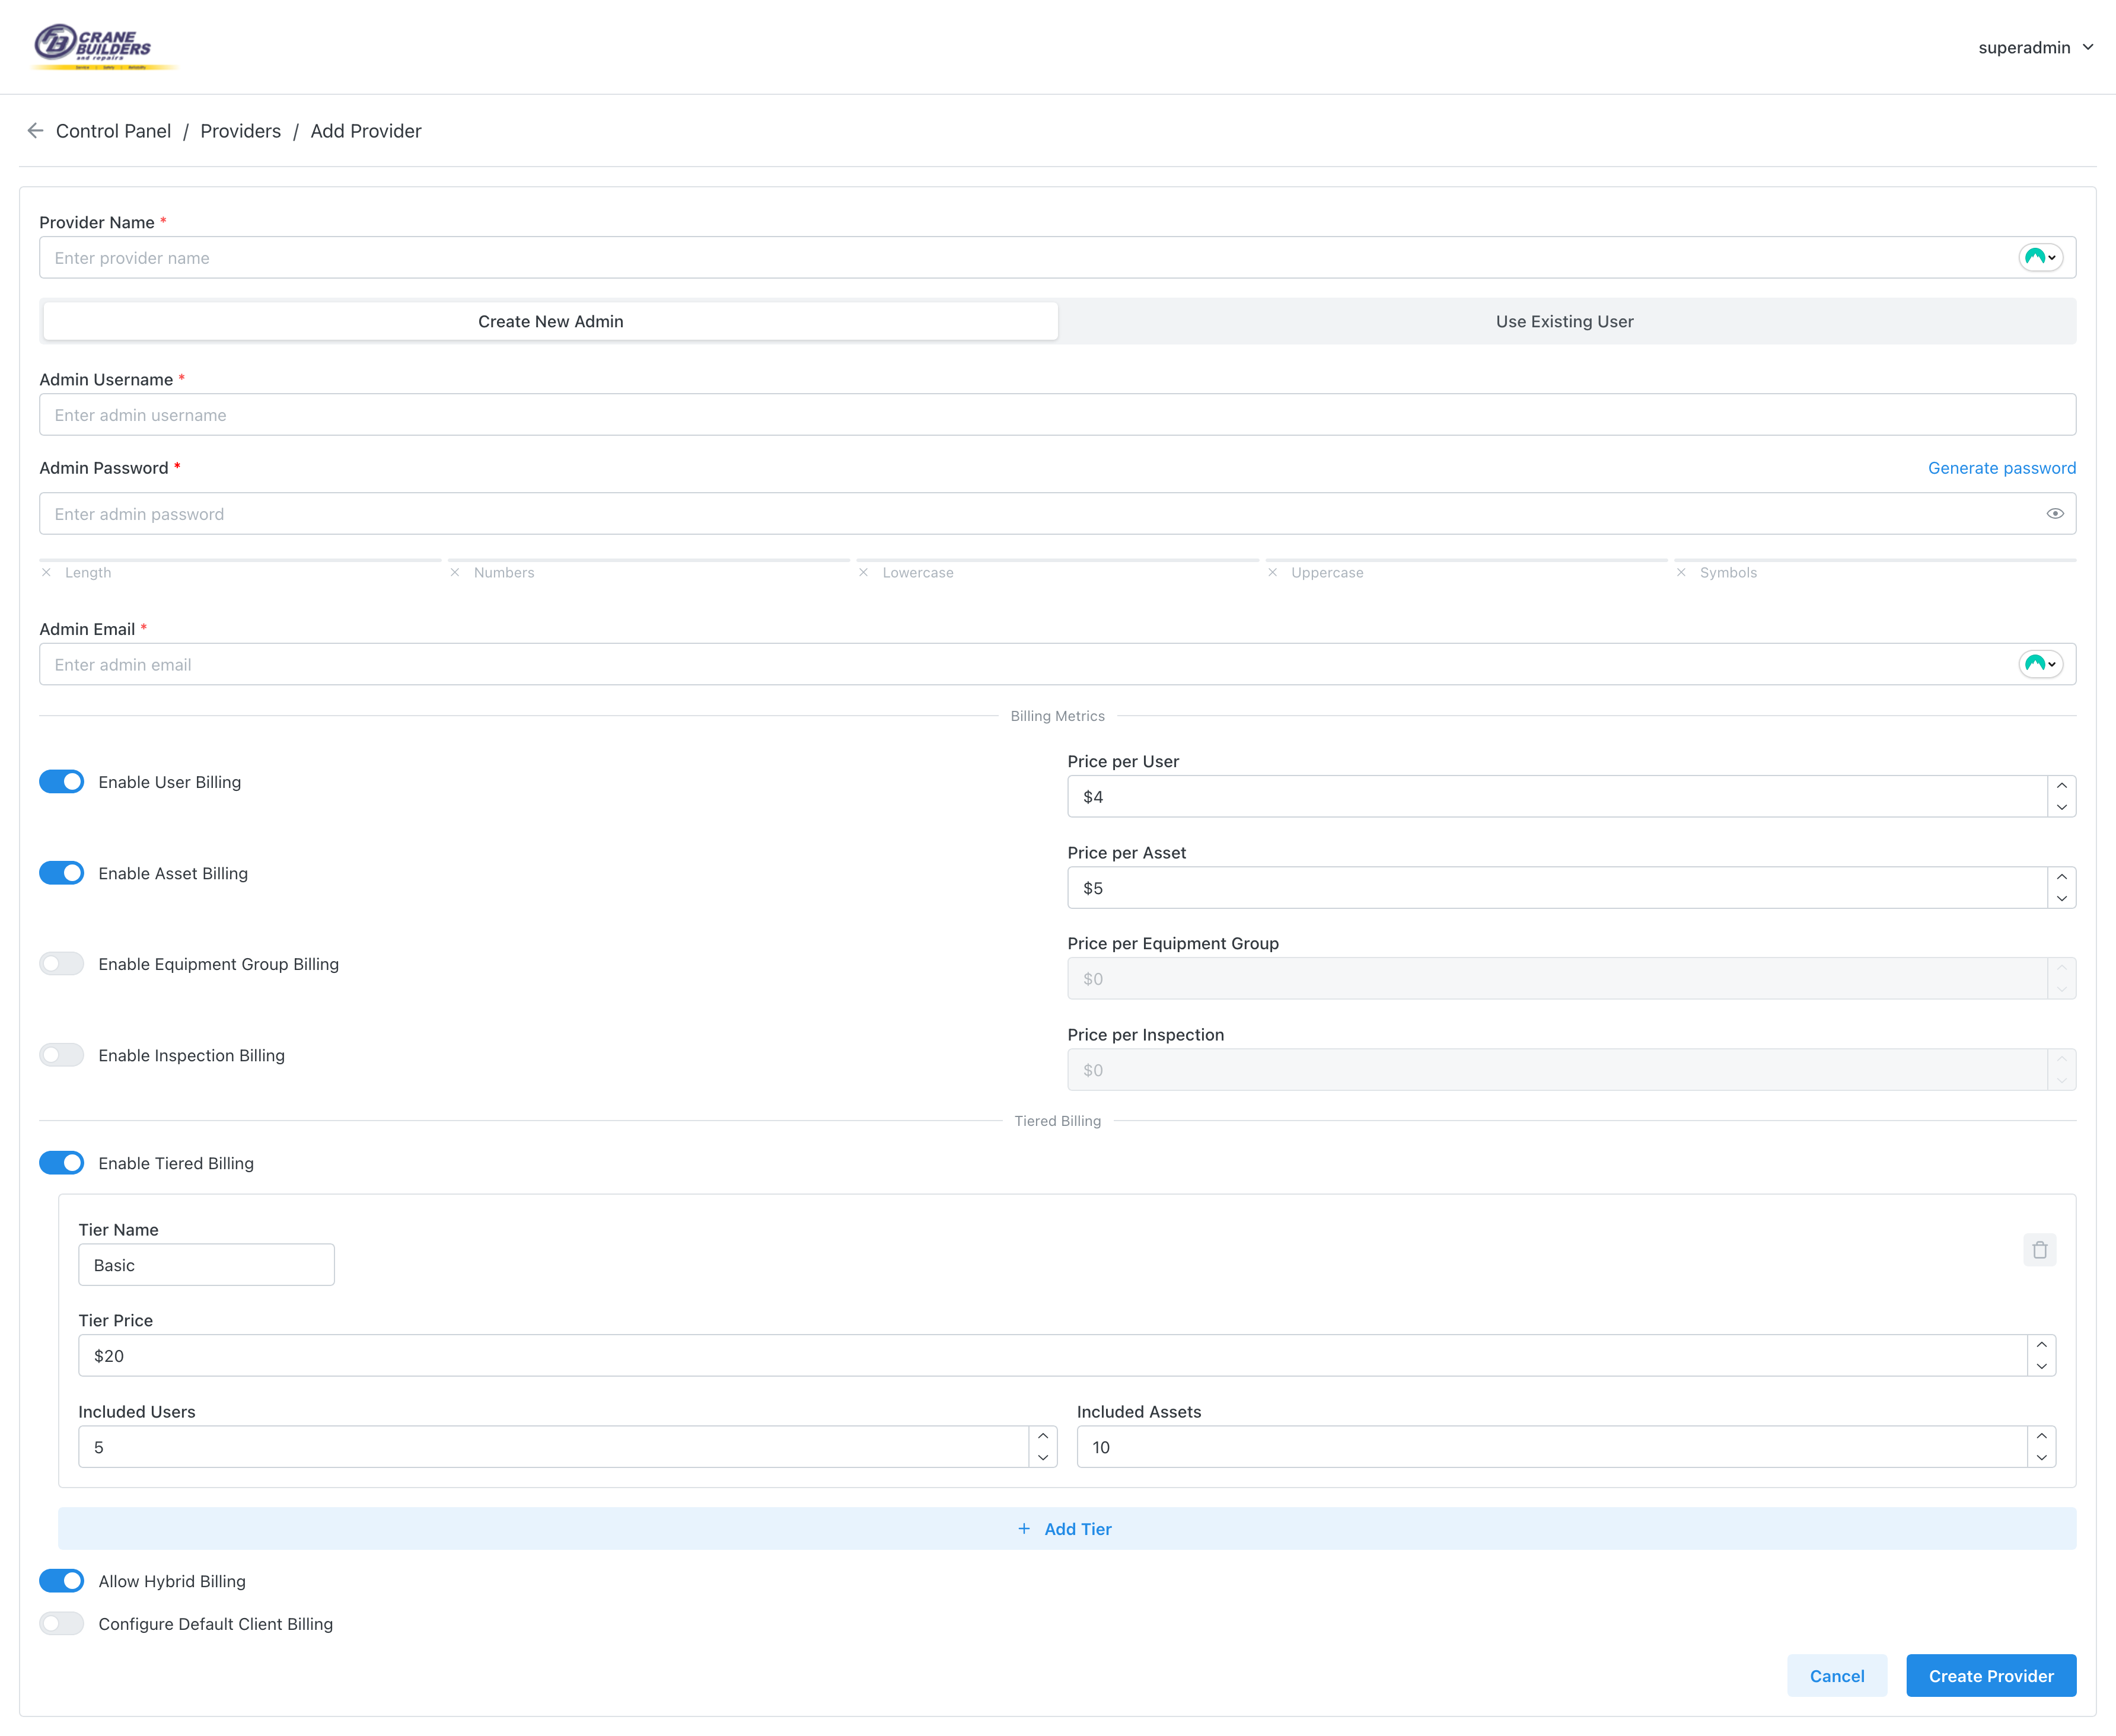 CRANE
BUILDERS
and repairs
Service | Safety | Reliability
superadmin
Control Panel / Providers / Add Provider
Provider Name *
Enter provider name
Create New Admin
Use Existing User
Admin Username *
Enter admin username
Admin Password *
Generate password
Enter admin password
Length
Numbers
Lowercase
Uppercase
Symbols
Admin Email *
Enter admin email
Billing Metrics
Enable User Billing
Price per User
$4
Enable Asset Billing
Price per Asset
$5
Enable Equipment Group Billing
Price per Equipment Group
$0
Enable Inspection Billing
Price per Inspection
$0
Tiered Billing
Enable Tiered Billing
Tier Name
Basic
Tier Price
$20
Included Users
5
Included Assets
10
+ Add Tier
Allow Hybrid Billing
Configure Default Client Billing
Cancel
Create Provider